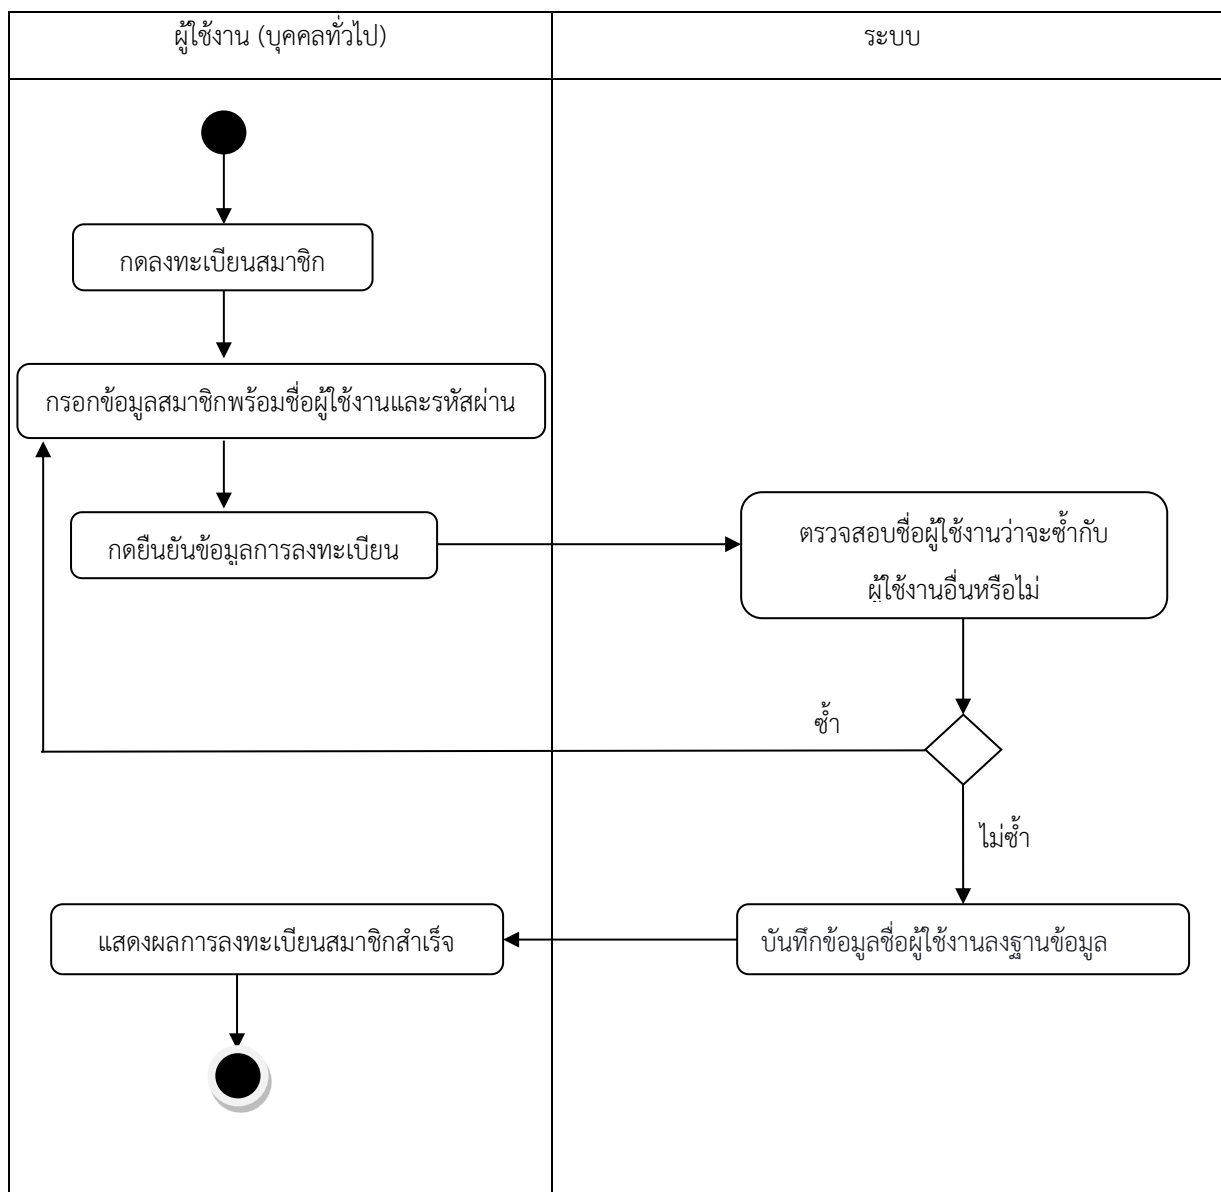 ผู้ใช้งาน (บุคคลทั่วไป)
ระบบ
กดลงทะเบียนสมาชิก
กรอกข้อมูลสมาชิกพร้อมชื่อผู้ใช้งานและรหัสผ่าน
กดยืนยันข้อมูลการลงทะเบียน
ตรวจสอบชื่อผู้ใช้งานว่าจะซ้ำกับ
ผู้ใช้งานอื่นหรือไม่
ซ้ำ
ไม่ซ้ำ
แสดงผลการลงทะเบียนสมาชิกสำเร็จ
บันทึกข้อมูลชื่อผู้ใช้งานลงฐานข้อมูล